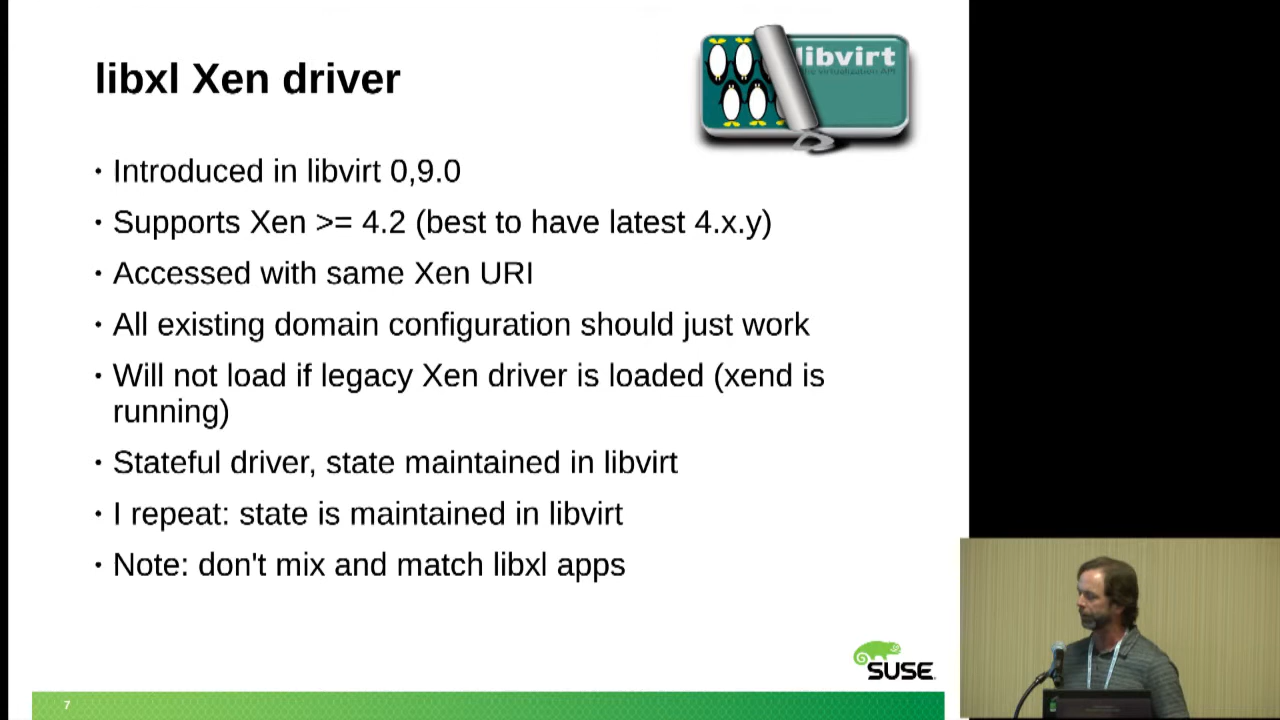 libvirt
the virtualization API
libxl Xen driver
• Introduced in libvirt 0,9.0
• Supports Xen >= 4.2 (best to have latest 4.x.y)
• Accessed with same Xen URI
• All existing domain configuration should just work
• Will not load if legacy Xen driver is loaded (xend is
running)
• Stateful driver, state maintained in libvirt
• I repeat: state is maintained in libvirt
• Note: don't mix and match libxl apps
SUSE
7